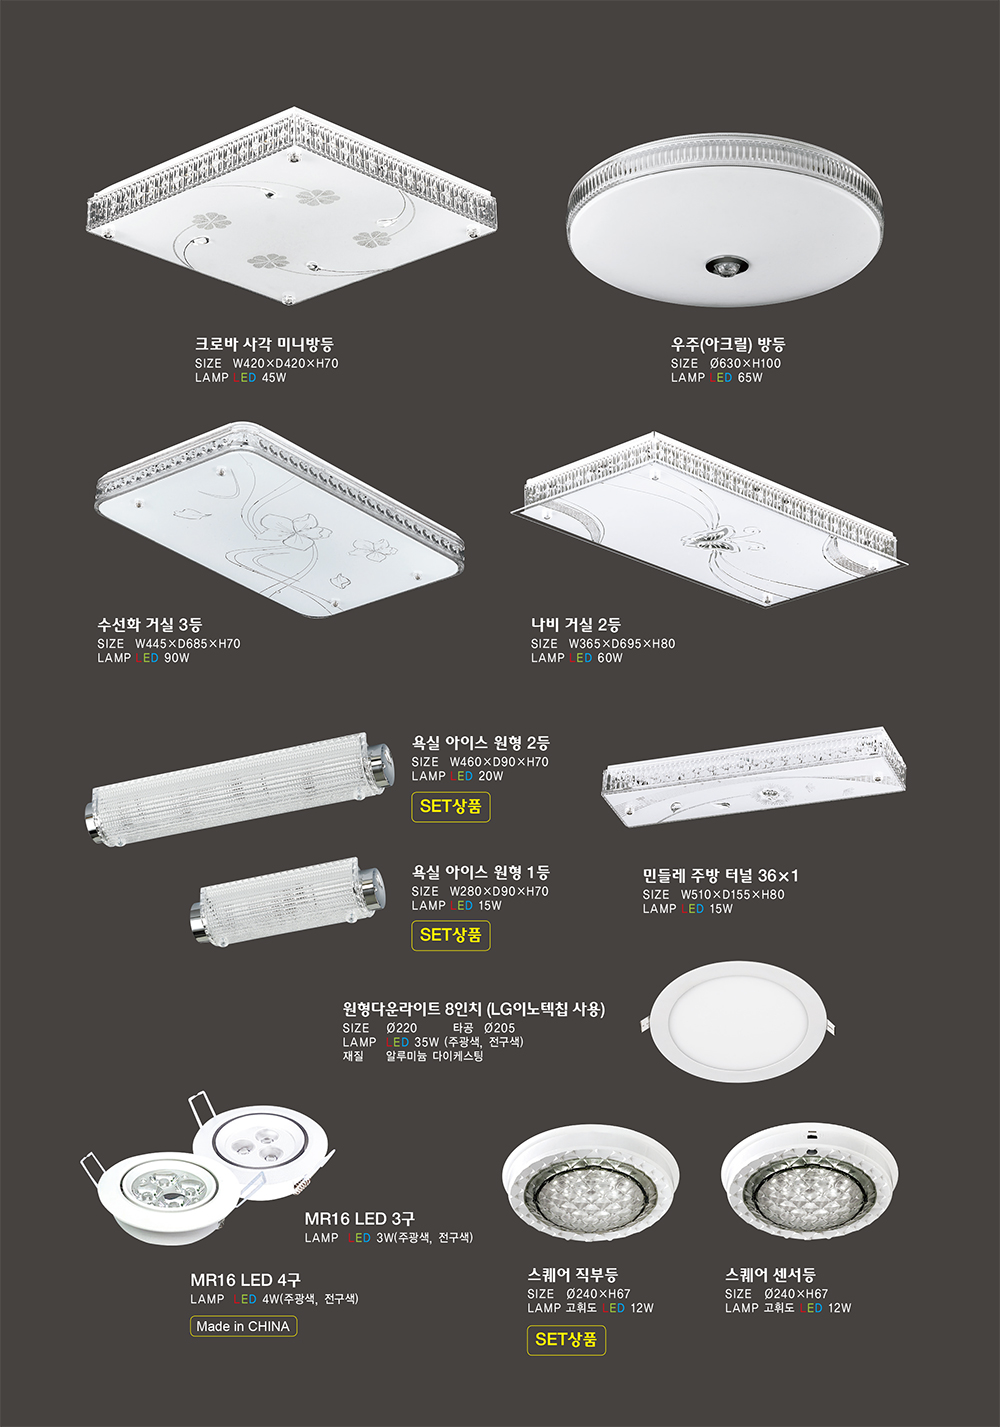 크로바 사각 미니방등
SIZE W420×D420×H70
LAMP LED 45W
우주(아크릴) 방등
SIZE Ø630×H100
LAMP LED 65W
수선화 거실 3등
SIZE W445×D685×H70
LAMP LED 90W
나비 거실 2등
SIZE W365×D695×H80
LAMP LED 60W
욕실 아이스 원형 2등
SIZE W460×D90×H70
LAMP LED 20W
SET상품
욕실 아이스 원형 1등
SIZE W280×D90×H70
LAMP LED 15W
SET상품
민들레 주방 터널 36×1
SIZE W510×D155×H80
LAMP LED 15W
원형다운라이트 8인치 (LG이노텍칩 사용)
SIZE Ø220 타공 Ø205
LAMP LED 35W (주광색, 전구색)
재질 알루미늄 다이케스팅
MR16 LED 3구
LAMP LED 3W(주광색, 전구색)
MR16 LED 4구
LAMP LED 4W(주광색, 전구색)
Made in CHINA
스퀘어 직부등
SIZE Ø240×H67
LAMP 고휘도 LED 12W
SET상품
스퀘어 센서등
SIZE Ø240×H67
LAMP 고휘도 LED 12W